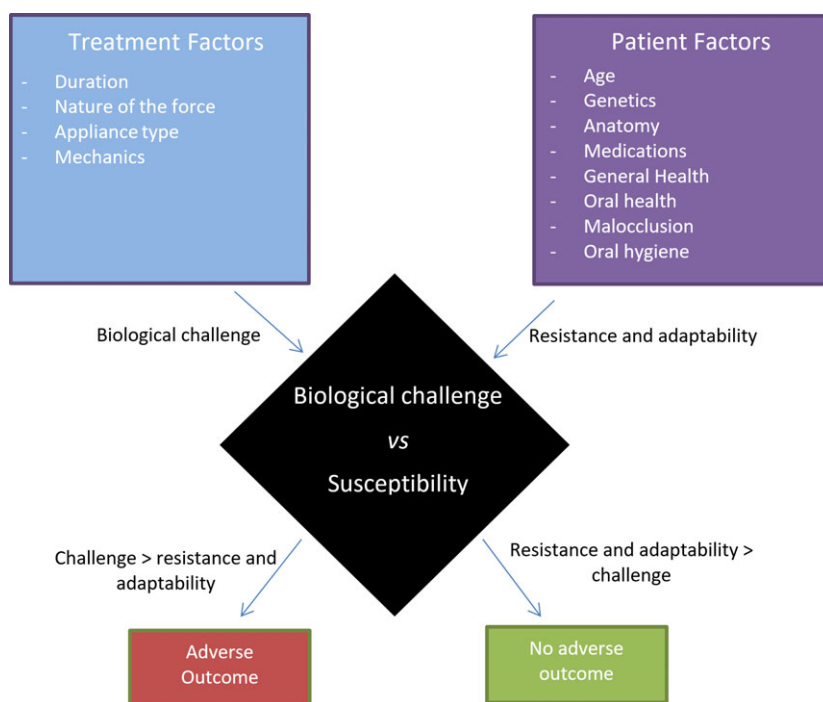 Treatment Factors
- Duration
- Nature of the force
- Appliance type
- Mechanics
Patient Factors
- Age
- Genetics
- Anatomy
- Medications
- General Health
- Oral health
- Malocclusion
- Oral hygiene
Biological challenge
Resistance and adaptability
Biological challenge
vs
Susceptibility
Challenge > resistance and
adaptability
Resistance and adaptability >
challenge
Adverse
Outcome
No adverse
outcome